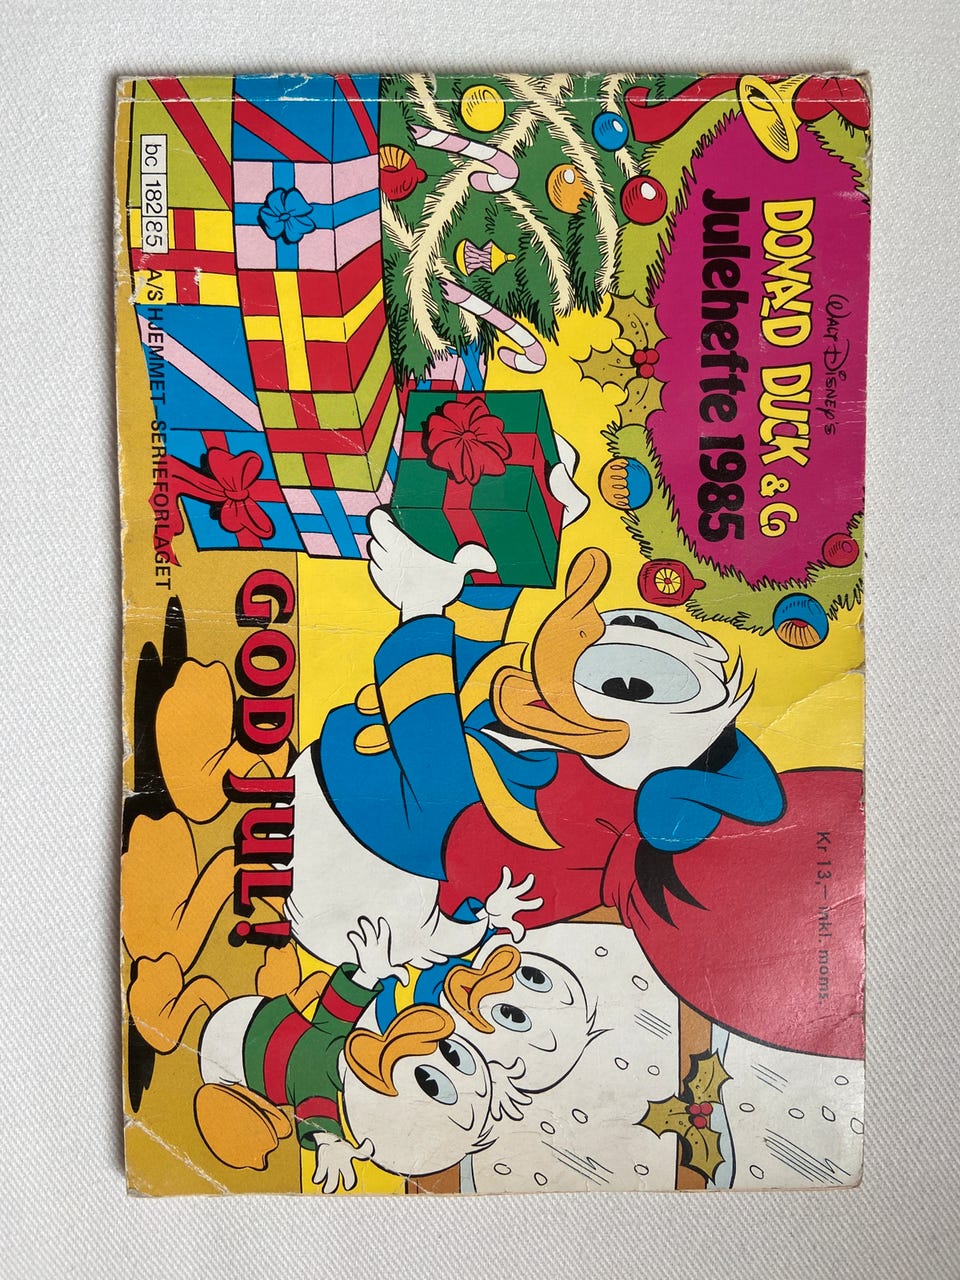 WALT DISNEY'S
DONALD DUCK & Co
Julehefte 1985
Kr 13,– inkl. moms.
GOD JUL!
bc 182 85 A/S HJEMMET – SERIEFORLAGET